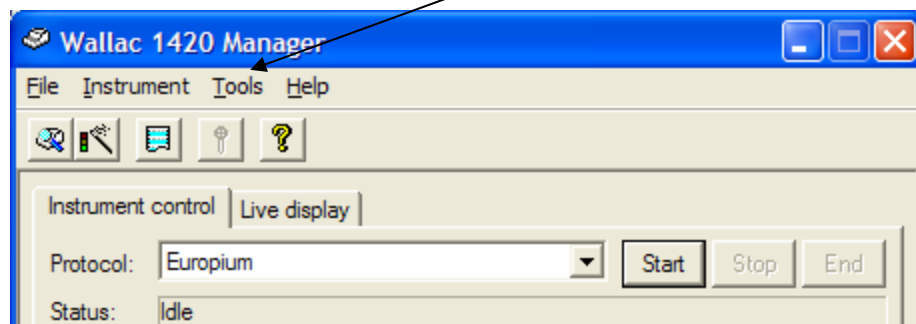 Wallac 1420 Manager
File Instrument Tools Help
Instrument control Live display
Protocol: Europium Start Stop End
Status: Idle